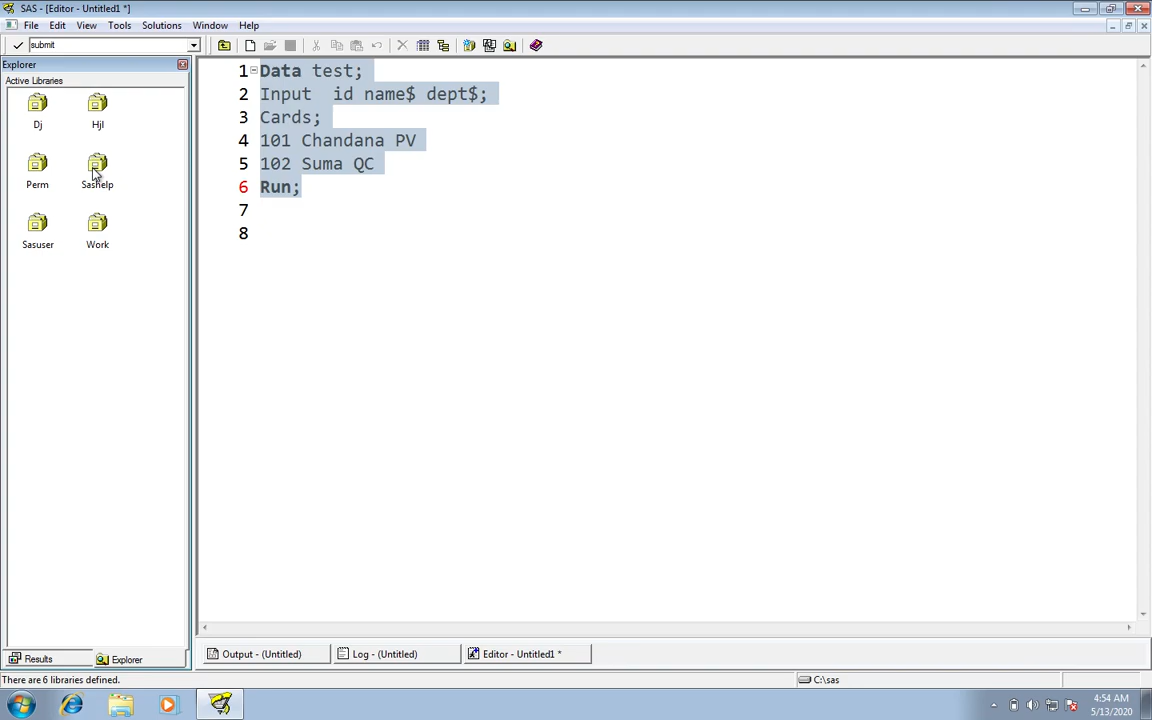 SAS - [Editor - Untitled1 *]
File Edit View Tools Solutions Window Help
submit
Explorer
Active Libraries
Dj Hjl
Perm Sashelp
Sasuser Work
1 Data test;
2 Input  id name$ dept$;
3 Cards;
4 101 Chandana PV
5 102 Suma QC
6 Run;
7
8
Results Explorer
Output - (Untitled) Log - (Untitled) Editor - Untitled1 *
There are 6 libraries defined. C:\sas
4:54 AM
5/13/2020